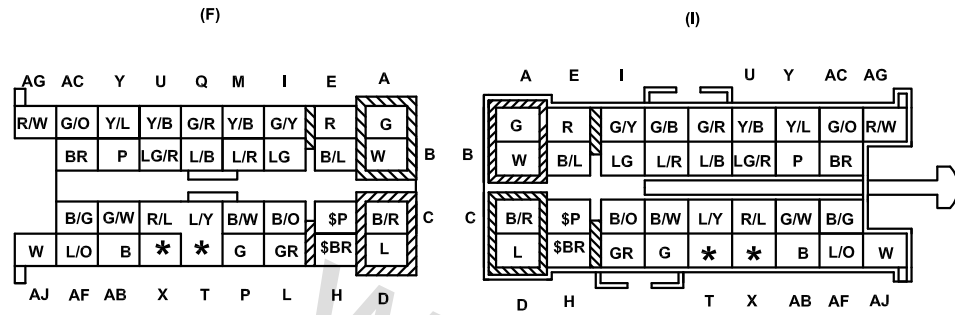 (F) (I)
AG AC Y U Q M I E A
R/W G/O Y/L Y/B G/R Y/B G/Y R G
BR P LG/R L/B L/R LG B/L W B
B/G G/W R/L L/Y B/W B/O $P B/R C
W L/O B * * G GR $BR L
AJ AF AB X T P L H D
A E I U Y AC AG
G R G/Y G/B G/R Y/B Y/L G/O R/W
B W B/L LG L/R L/B LG/R P BR
C B/R $P B/O B/W L/Y R/L G/W B/G
L $BR GR G * * B L/O W
D H T X AB AF AJ